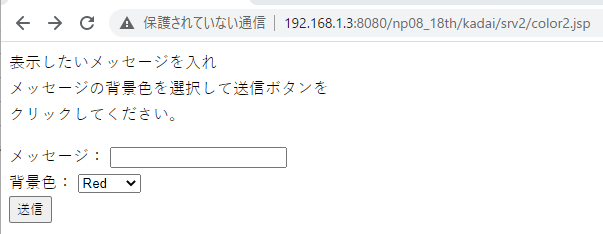 保護されていない通信 192.168.1.3:8080/np08_18th/kadai/srv2/color2.jsp
表示したいメッセージを入れ
メッセージの背景色を選択して送信ボタンを
クリックしてください。
メッセージ：
背景色： Red
送信